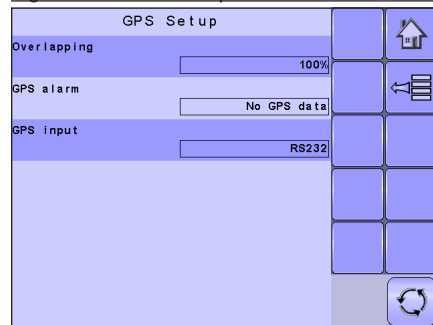 GPS Setup
Overlapping
100%
GPS alarm
No GPS data
GPS input
RS232